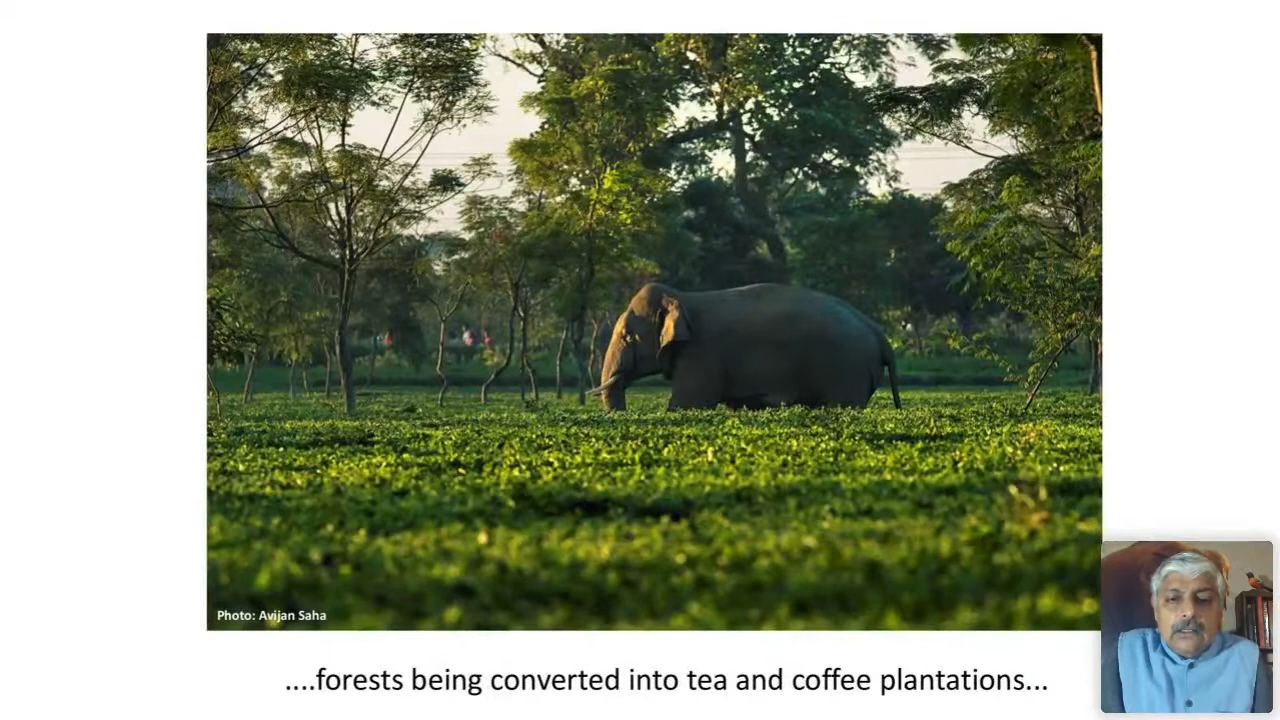 Photo: Avijan Saha
....forests being converted into tea and coffee plantations...